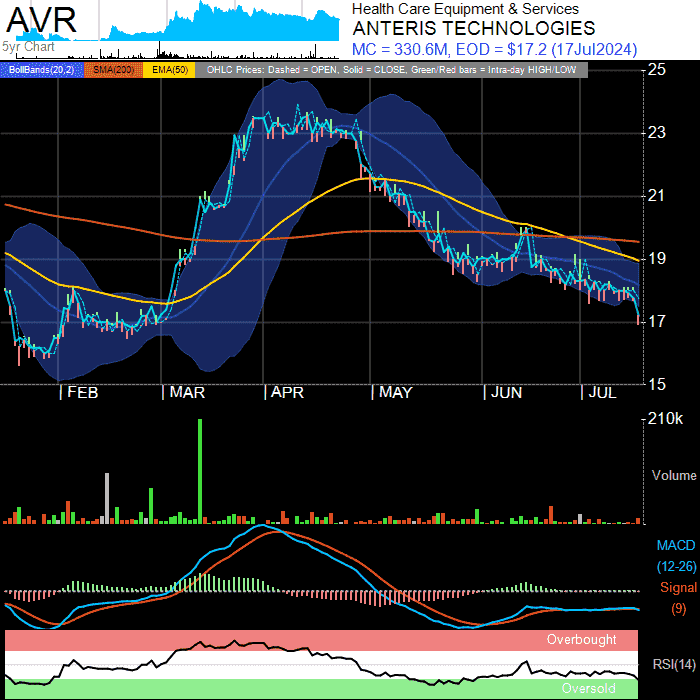 AVR
5yr Chart
Health Care Equipment & Services
ANTERIS TECHNOLOGIES
MC = 330.6M, EOD = $17.2 (17Jul2024)
BollBands(20,2) SMA(200) EMA(50) OHLC Prices: Dashed = OPEN, Solid = CLOSE, Green/Red bars = Intra-day HIGH/LOW
25
23
21
19
17
15
FEB MAR APR MAY JUN JUL
210k
Volume
MACD
(12-26)
Signal
(9)
Overbought
RSI(14)
Oversold